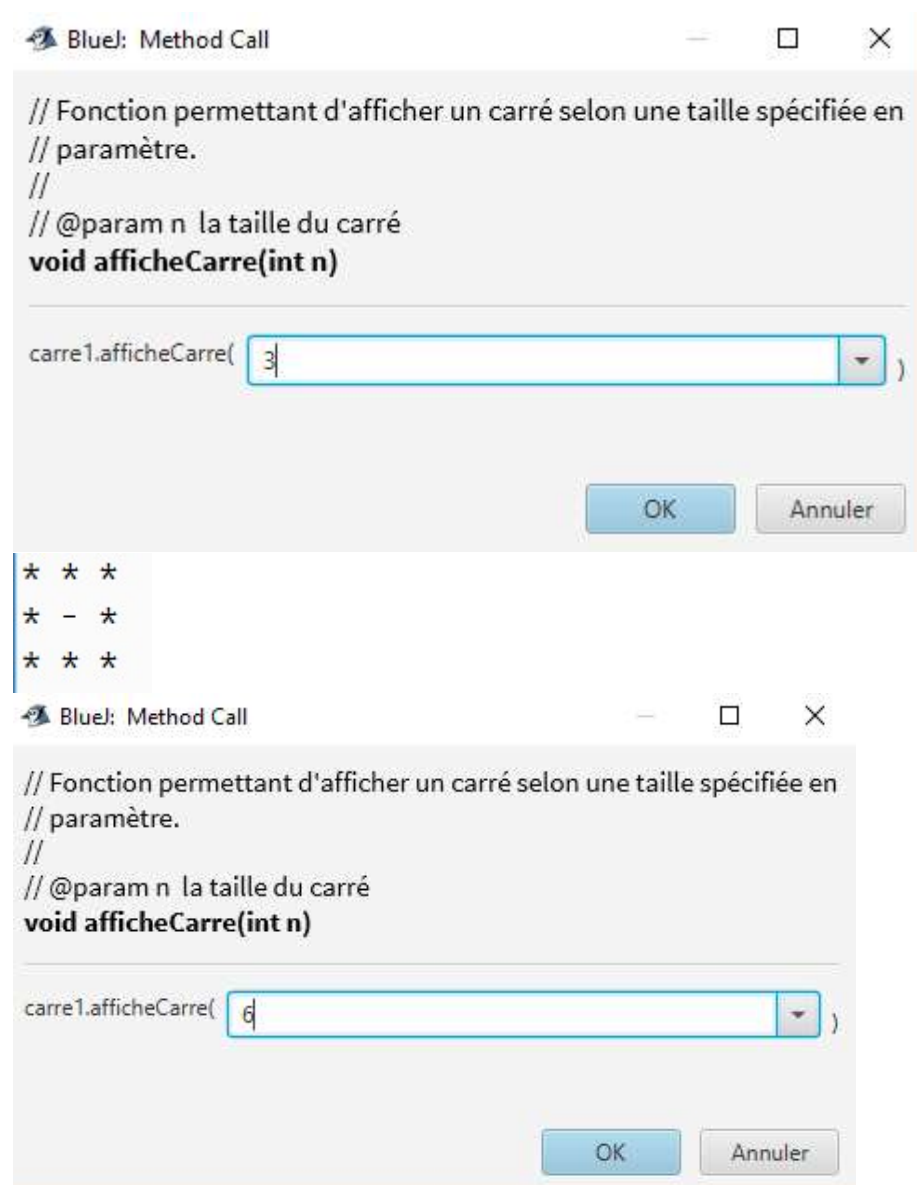 BlueJ: Method Call
// Fonction permettant d'afficher un carré selon une taille spécifiée en
// paramètre.
//
// @param n la taille du carré
void afficheCarre(int n)
carre1.afficheCarre( 3 )
OK Annuler
* * *
* - *
* * *
BlueJ: Method Call
// Fonction permettant d'afficher un carré selon une taille spécifiée en
// paramètre.
//
// @param n la taille du carré
void afficheCarre(int n)
carre1.afficheCarre( 6 )
OK Annuler